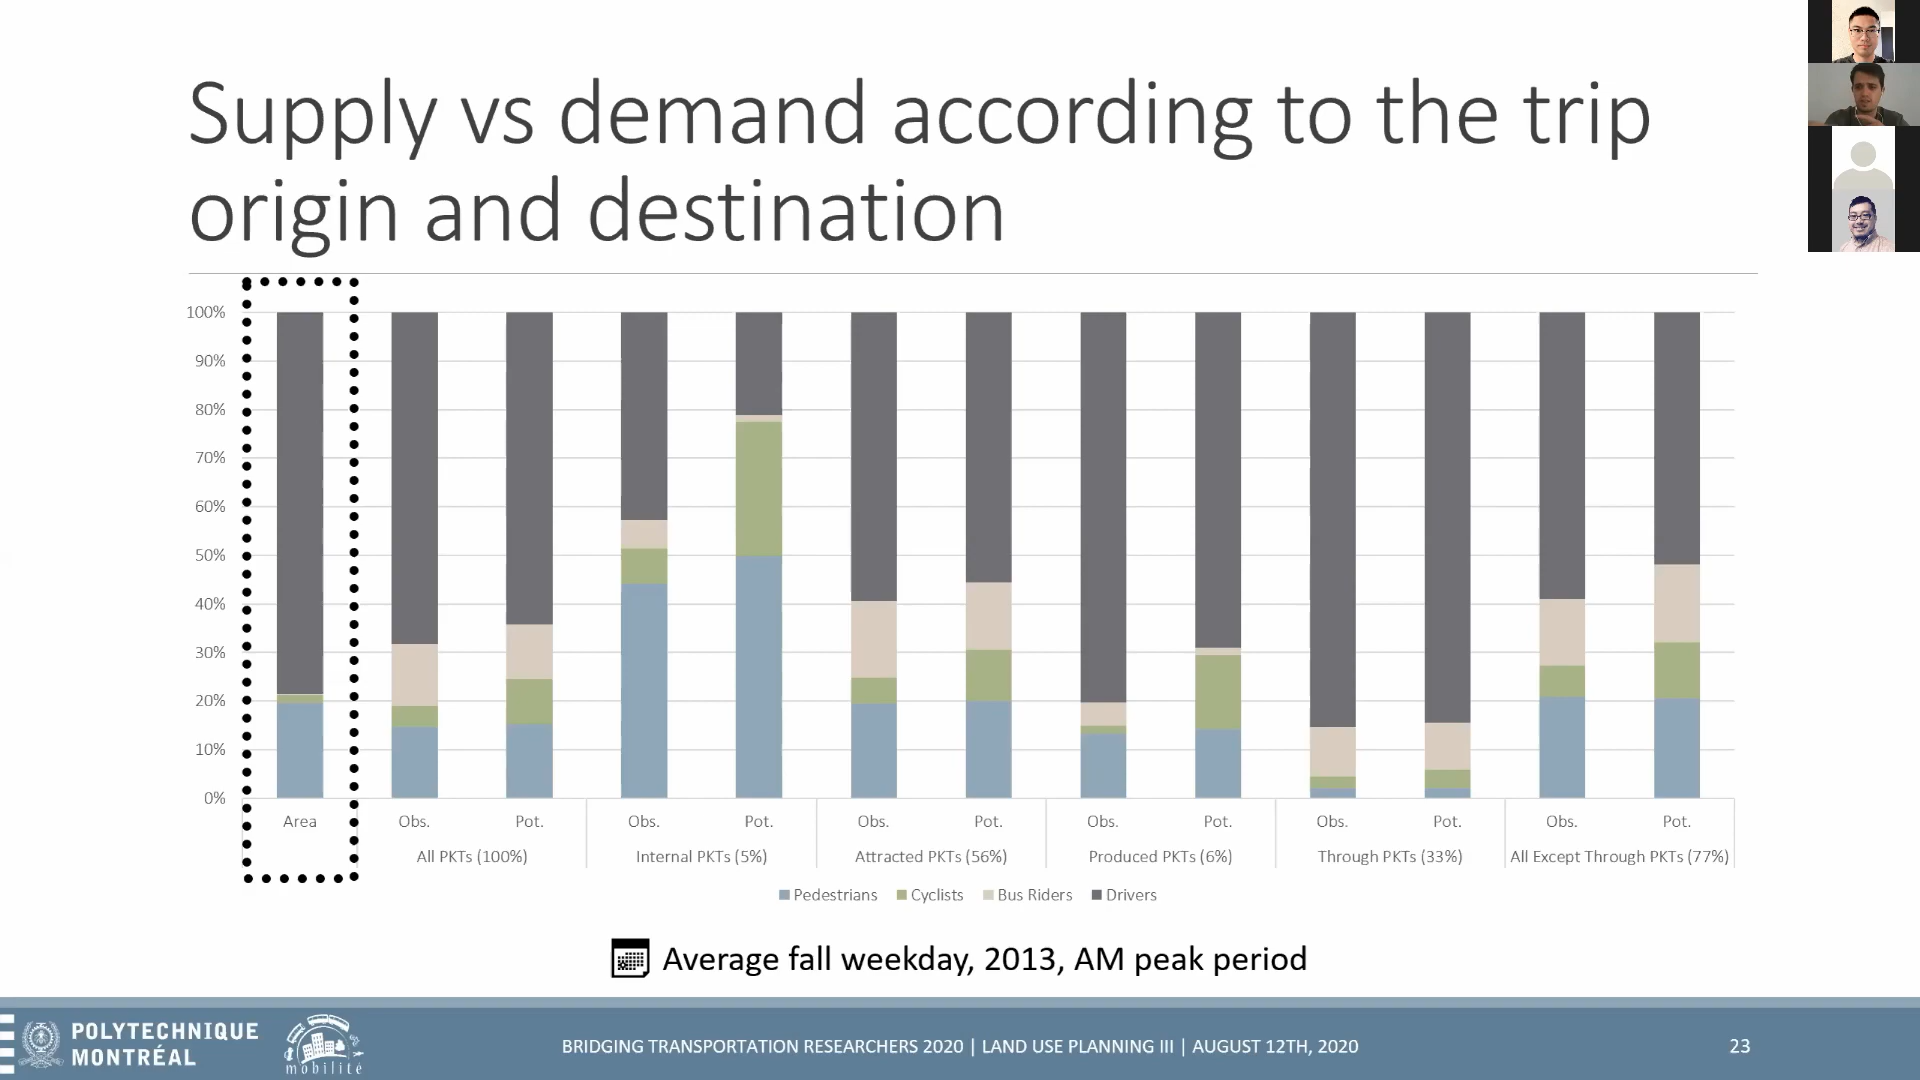 Supply vs demand according to the trip
origin and destination
100%
90%
80%
70%
60%
50%
40%
30%
20%
10%
0%
Area Obs. Pot. Obs. Pot. Obs. Pot. Obs. Pot. Obs. Pot. Obs. Pot.
All PKTs (100%) Internal PKTs (5%) Attracted PKTs (56%) Produced PKTs (6%) Through PKTs (33%) All Except Through PKTs (77%)
Pedestrians Cyclists Bus Riders Drivers
Average fall weekday, 2013, AM peak period
POLYTECHNIQUE
MONTRÉAL
mobilité
BRIDGING TRANSPORTATION RESEARCHERS 2020 | LAND USE PLANNING III | AUGUST 12TH, 2020
23